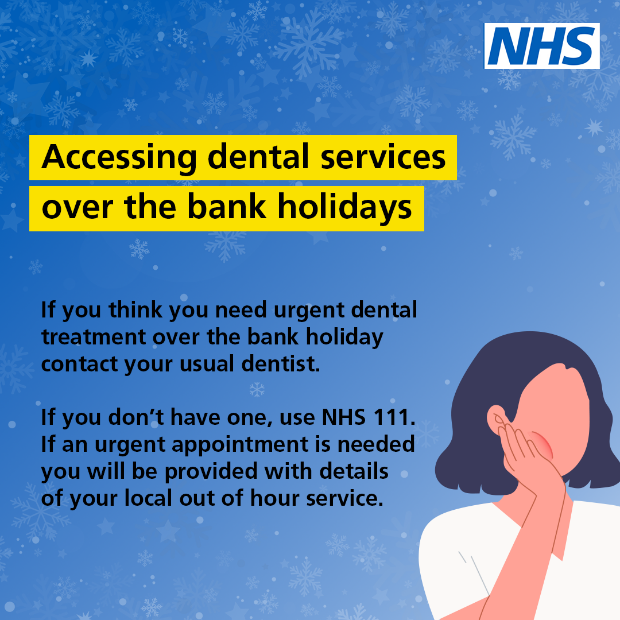 NHS
Accessing dental services
over the bank holidays
If you think you need urgent dental
treatment over the bank holiday
contact your usual dentist.
If you don’t have one, use NHS 111.
If an urgent appointment is needed
you will be provided with details
of your local out of hour service.